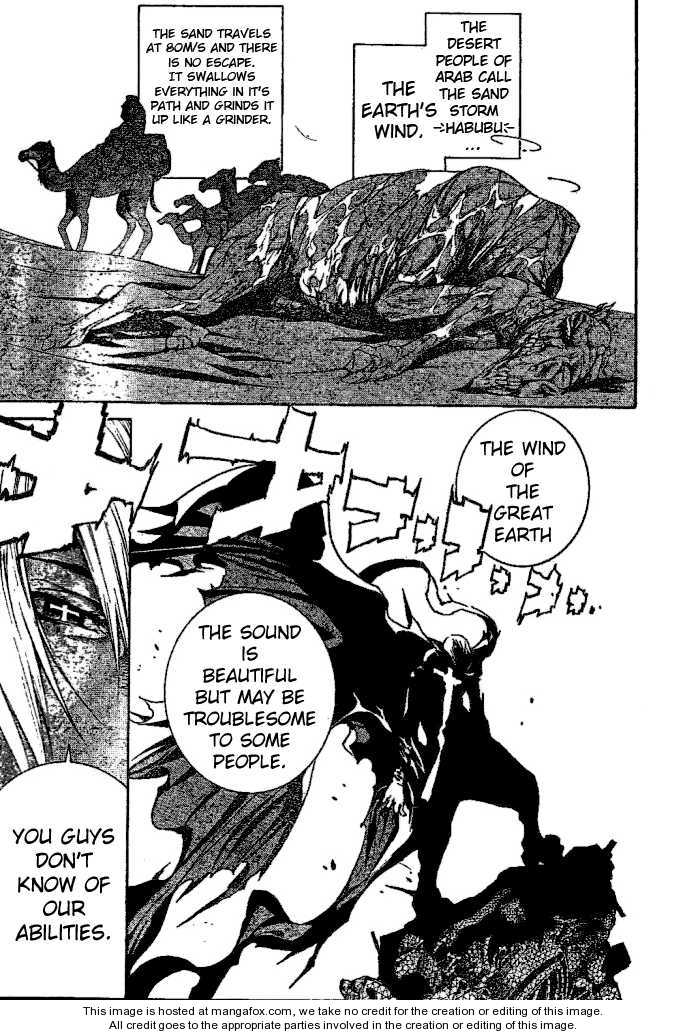 THE
DESERT
PEOPLE OF
ARAB CALL
THE SAND
STORM
-HABUBU-
...
THE
EARTH'S
WIND.
THE SAND TRAVELS
AT 80M/S AND THERE
IS NO ESCAPE.
IT SWALLOWS
EVERYTHING IN IT'S
PATH AND GRINDS IT
UP LIKE A GRINDER.
THE WIND
OF
THE
GREAT
EARTH
THE SOUND
IS
BEAUTIFUL
BUT MAY BE
TROUBLESOME
TO SOME
PEOPLE.
YOU GUYS
DON'T
KNOW OF
OUR
ABILITIES.
This image is hosted at mangafox.com, we take no credit for the creation or editing of this image.
All credit goes to the appropriate parties involved in the creation or editing of this image.